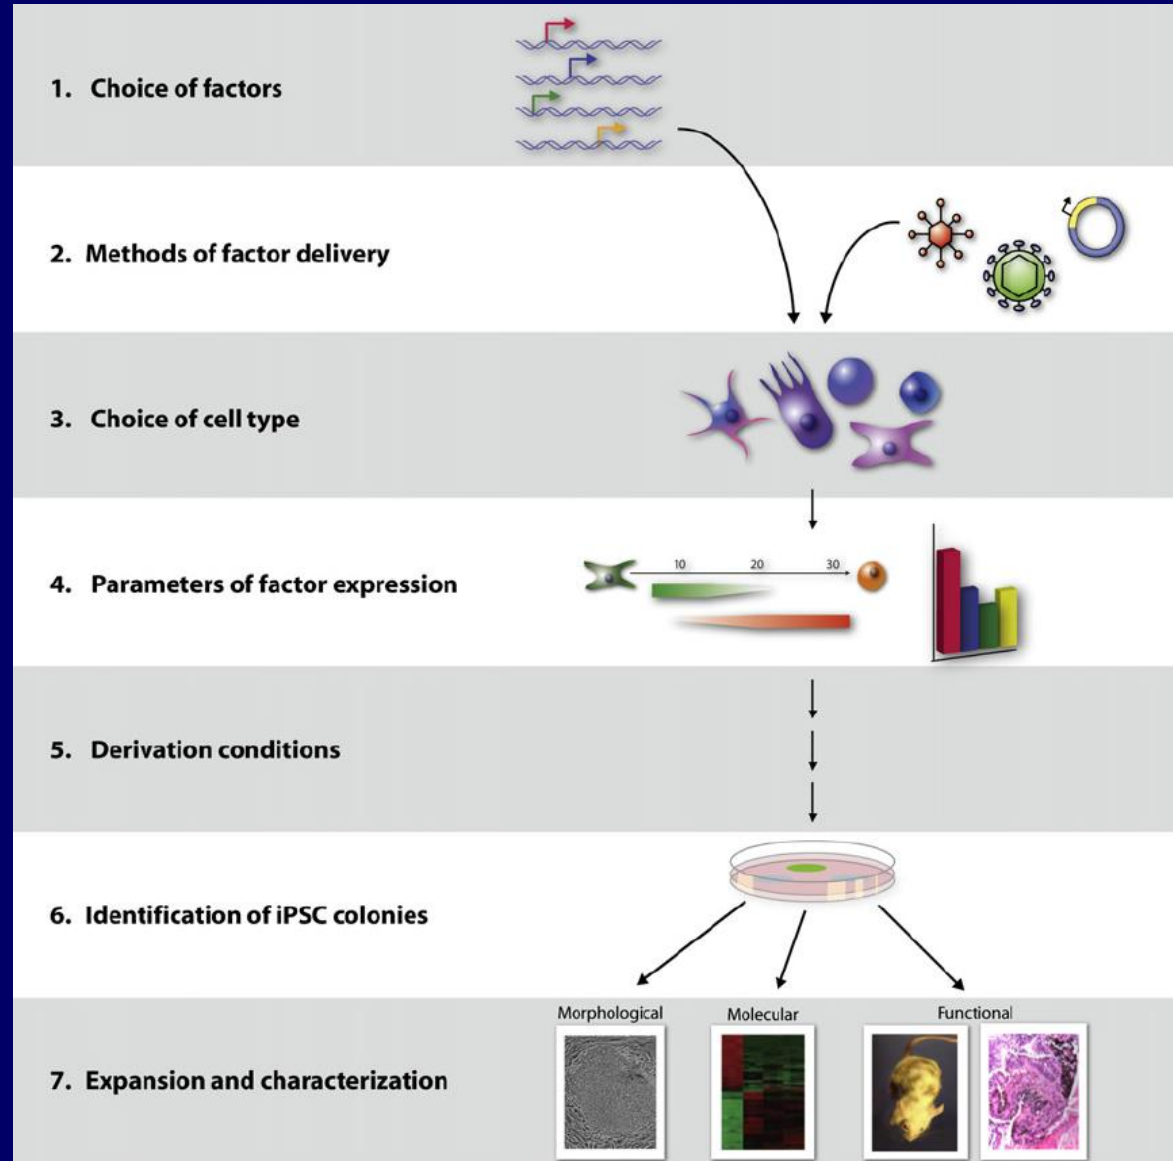 1. Choice of factors
2. Methods of factor delivery
3. Choice of cell type
4. Parameters of factor expression
10 20 30
5. Derivation conditions
6. Identification of iPSC colonies
Morphological Molecular Functional
7. Expansion and characterization